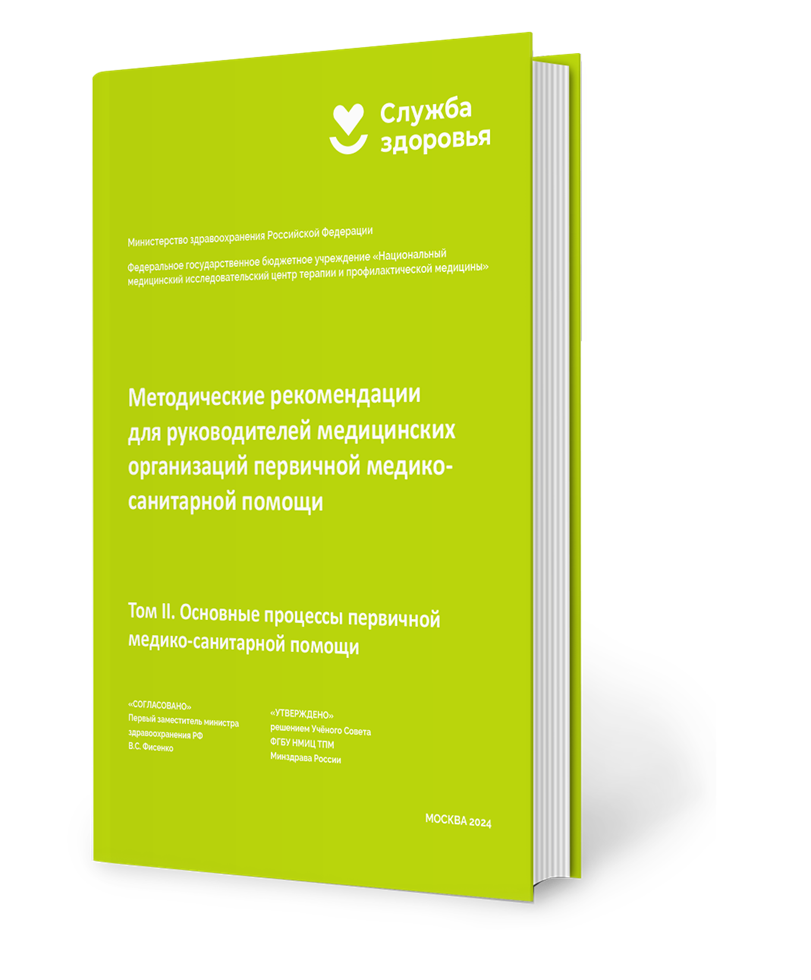 Служба
здоровья
Министерство здравоохранения Российской Федерации
Федеральное государственное бюджетное учреждение «Национальный
медицинский исследовательский центр терапии и профилактической медицины»
Методические рекомендации
для руководителей медицинских
организаций первичной медико-
санитарной помощи
Том II. Основные процессы первичной
медико-санитарной помощи
«СОГЛАСОВАНО»
Первый заместитель министра
здравоохранения РФ
В.С. Фисенко
«УТВЕРЖДЕНО»
решением Учёного Совета
ФГБУ НМИЦ ТПМ
Минздрава России
МОСКВА 2024